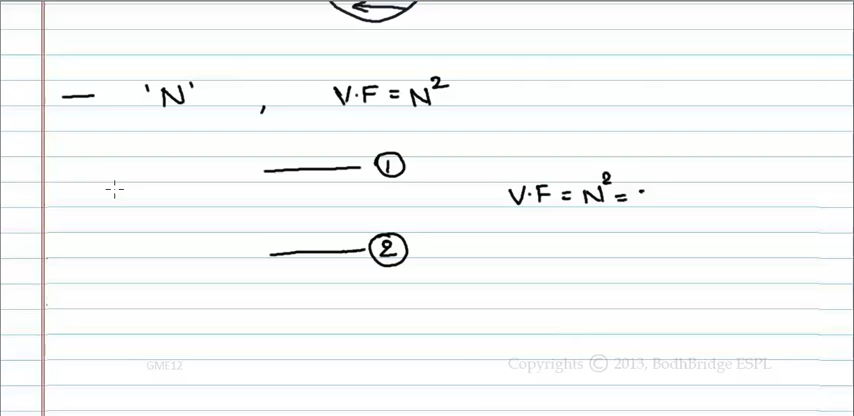 — 'N' , V.F = N²
——— ①
V.F = N² =
——— ②
GME12
Copyrights © 2013, BodhBridge ESPL